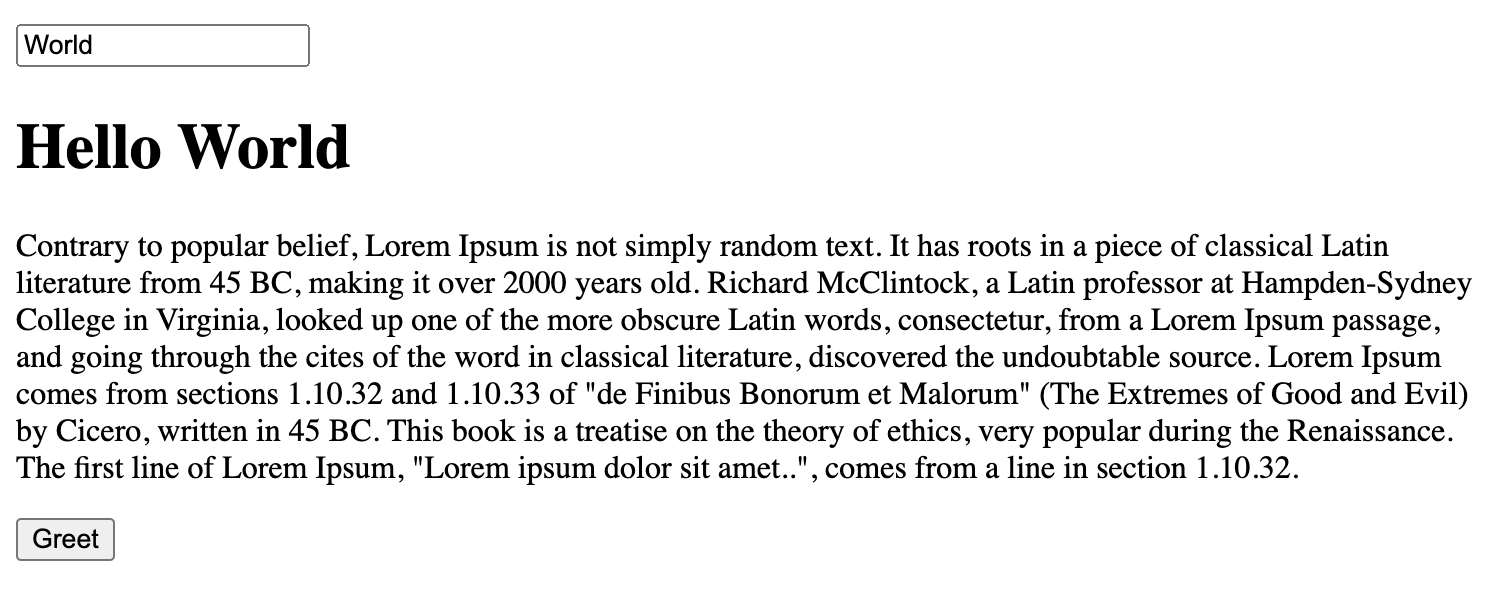 World
Hello World
Contrary to popular belief, Lorem Ipsum is not simply random text. It has roots in a piece of classical Latin
literature from 45 BC, making it over 2000 years old. Richard McClintock, a Latin professor at Hampden-Sydney
College in Virginia, looked up one of the more obscure Latin words, consectetur, from a Lorem Ipsum passage,
and going through the cites of the word in classical literature, discovered the undoubtable source. Lorem Ipsum
comes from sections 1.10.32 and 1.10.33 of "de Finibus Bonorum et Malorum" (The Extremes of Good and Evil)
by Cicero, written in 45 BC. This book is a treatise on the theory of ethics, very popular during the Renaissance.
The first line of Lorem Ipsum, "Lorem ipsum dolor sit amet..", comes from a line in section 1.10.32.
Greet